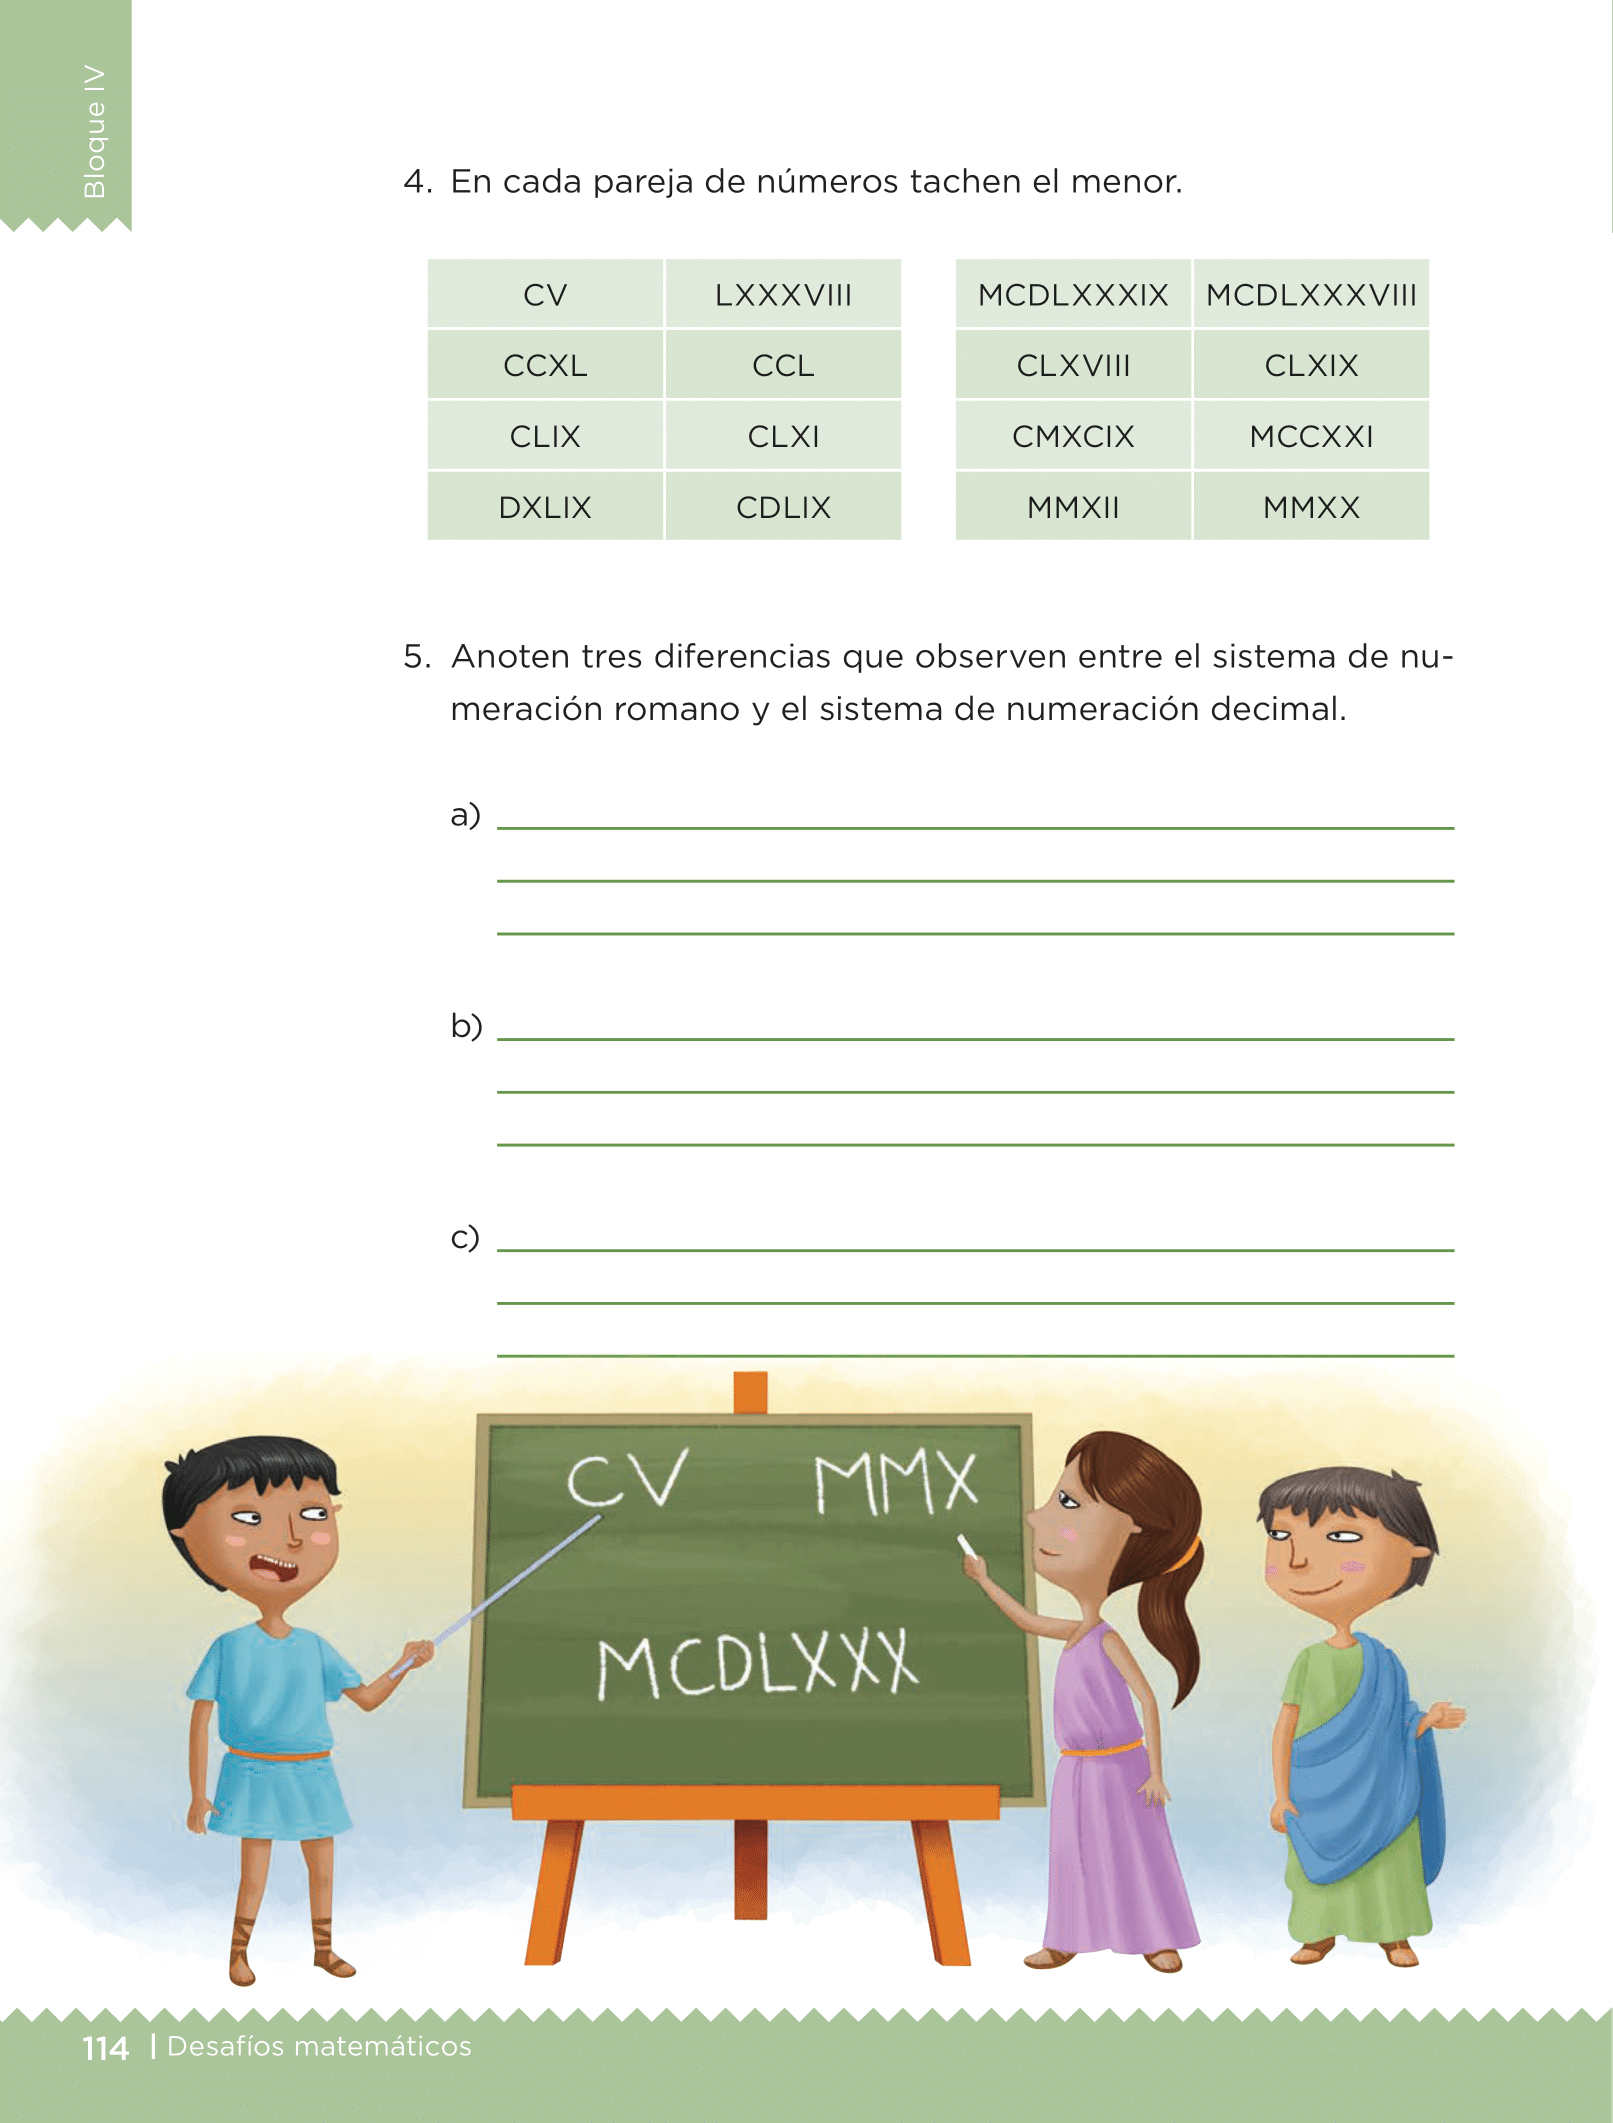 Bloque IV
4. En cada pareja de números tachen el menor.
CV LXXXVIII MCDLXXXIX MCDLXXXVIII
CCXL CCL CLXVIII CLXIX
CLIX CLXI CMXCIX MCCXXI
DXLIX CDLIX MMXII MMXX
5. Anoten tres diferencias que observen entre el sistema de nu-
meración romano y el sistema de numeración decimal.
a)
b)
c)
CV MMX
MCDLXXX
114 | Desafíos matemáticos